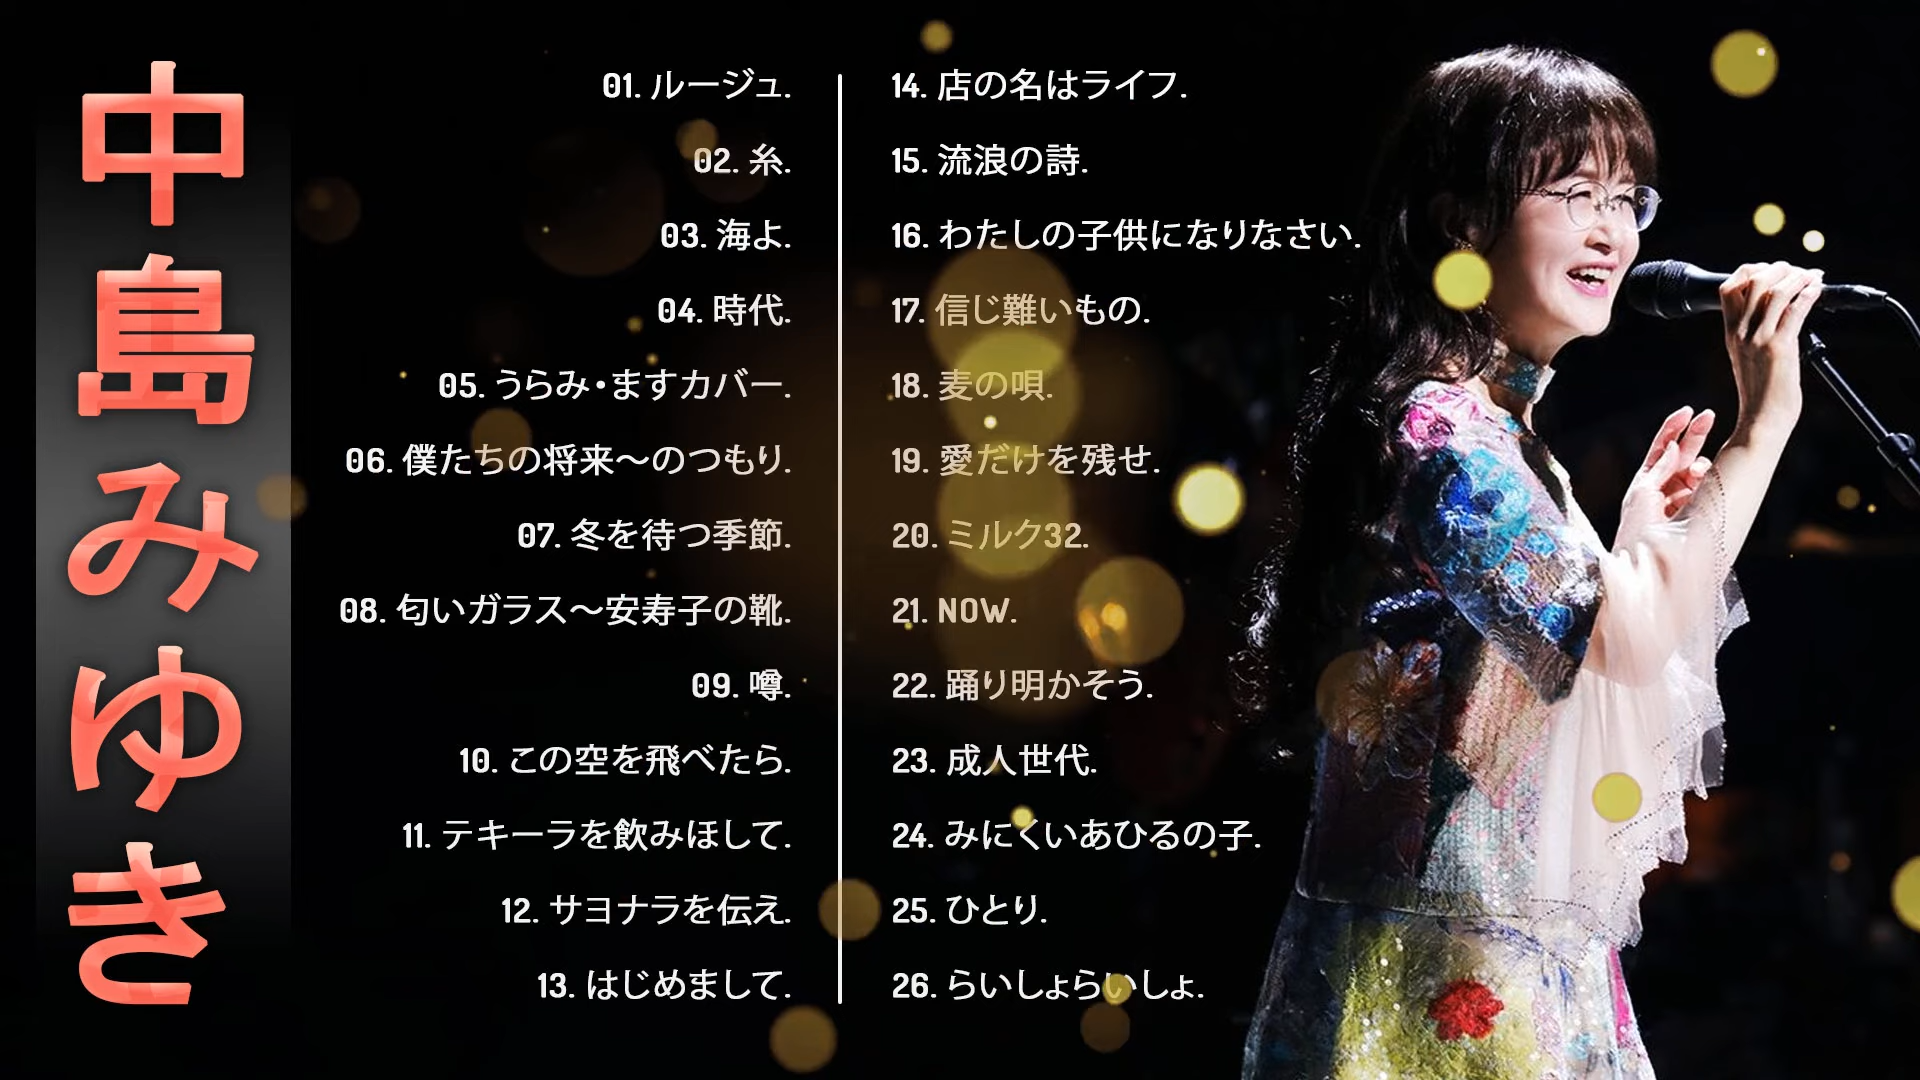 中島みゆき
01. ルージュ.
02. 糸.
03. 海よ.
04. 時代.
05. うらみ・ますカバー.
06. 僕たちの将来～のつもり.
07. 冬を待つ季節.
08. 匂いガラス～安寿子の靴.
09. 噂.
10. この空を飛べたら.
11. テキーラを飲みほして.
12. サヨナラを伝え.
13. はじめまして.
14. 店の名はライフ.
15. 流浪の詩.
16. わたしの子供になりなさい.
17. 信じ難いもの.
18. 麦の唄.
19. 愛だけを残せ.
20. ミルク32.
21. NOW.
22. 踊り明かそう.
23. 成人世代.
24. みにくいあひるの子.
25. ひとり.
26. らいしょらいしょ.